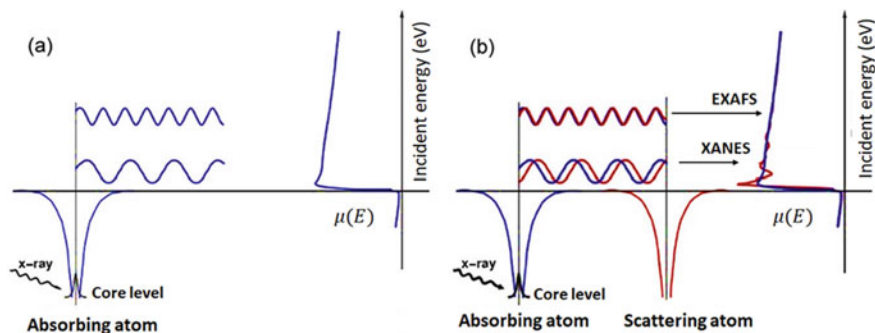 (a)
Incident energy (eV)
μ(E)
x-ray
Core level
Absorbing atom
(b)
EXAFS
XANES
Incident energy (eV)
μ(E)
x-ray
Core level
Absorbing atom
Scattering atom